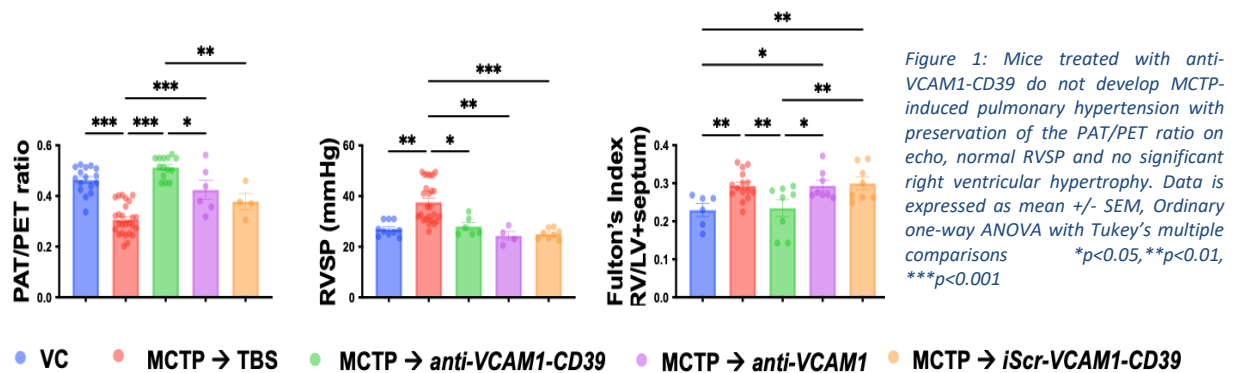 PAT/PET ratio
0.6
0.4
0.2
0.0
***
***
*
***
**
RVSP (mmHg)
60
40
20
0
**
*
**
***
Fulton's Index
RV/LV+septum)
0.4
0.3
0.2
0.1
0.0
**
**
*
**
*
**
Figure 1: Mice treated with anti-
VCAM1-CD39 do not develop MCTP-
induced pulmonary hypertension with
preservation of the PAT/PET ratio on
echo, normal RVSP and no significant
right ventricular hypertrophy. Data is
expressed as mean +/- SEM, Ordinary
one-way ANOVA with Tukey's multiple
comparisons *p<0.05,**p<0.01,
***p<0.001
VC
MCTP → TBS
MCTP → anti-VCAM1-CD39
MCTP → anti-VCAM1
MCTP → iScr-VCAM1-CD39